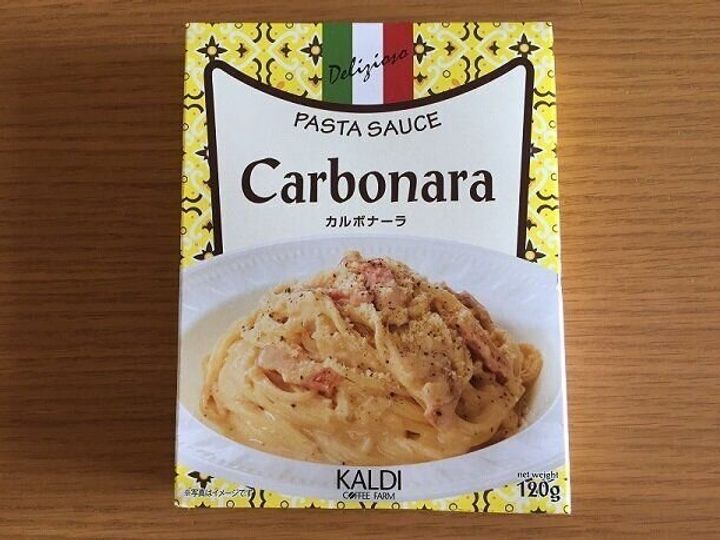 Delizioso
PASTA SAUCE
Carbonara
カルボナーラ
KALDI
COFFEE FARM
※写真はイメージです
net weight
120g